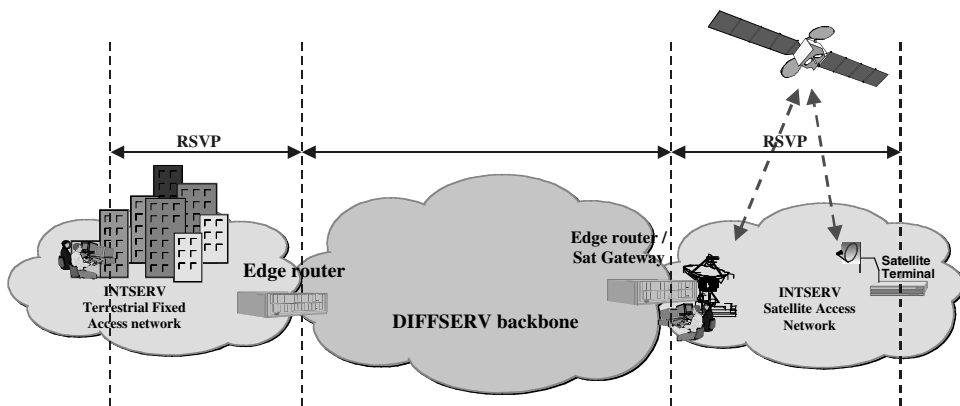 RSVP
RSVP
INTSERV
Terrestrial Fixed
Access network
Edge router
DIFFSERV backbone
Edge router /
Sat Gateway
INTSERV
Satellite Access
Network
Satellite
Terminal